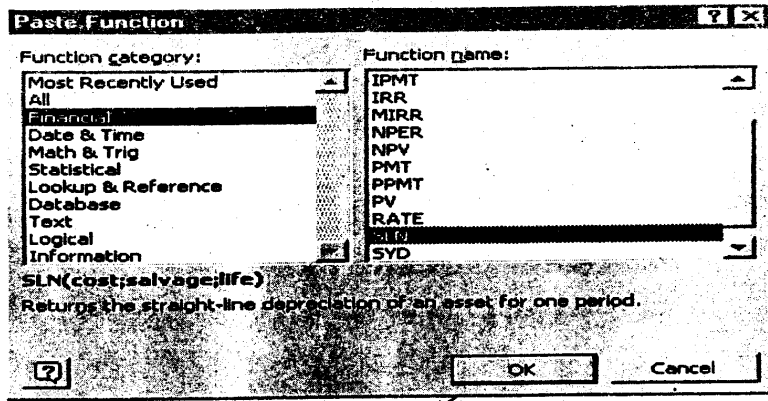 Paste Function
Function category:
Most Recently Used
All
Financial
Date & Time
Math & Trig
Statistical
Lookup & Reference
Database
Text
Logical
Information
Function name:
IPMT
IRR
MIRR
NPER
NPV
PMT
PPMT
PV
RATE
SLN
SYD
SLN(cost;salvage;life)
Returns the straight-line depreciation of an asset for one period.
OK
Cancel